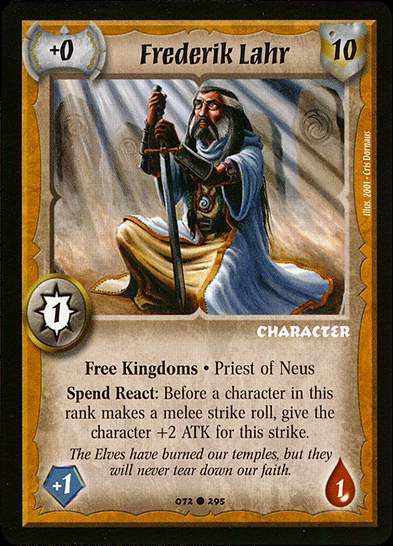 +0
Frederik Lahr
10
Illus. 2001 • Cris Dornaus
1
CHARACTER
Free Kingdoms • Priest of Neus
Spend React: Before a character in this
rank makes a melee strike roll, give the
character +2 ATK for this strike.
The Elves have burned our temples, but they
will never tear down our faith.
+1
072 ● 295
1